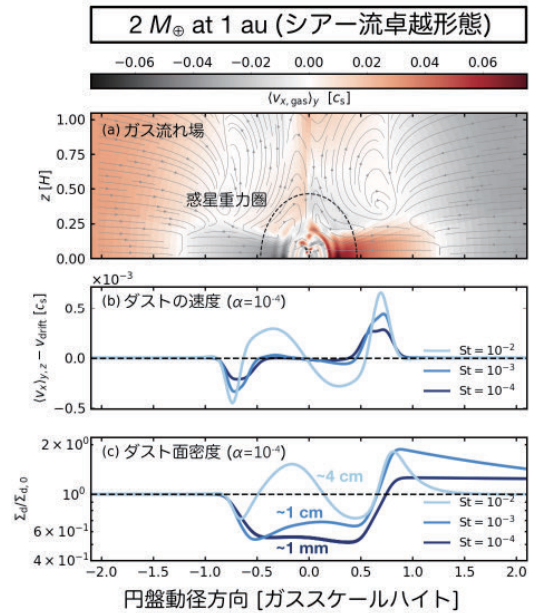 2 M⊕ at 1 au (シアー流卓越形態)
−0.06 −0.04 −0.02 0.00 0.02 0.04 0.06
⟨vx, gas⟩y [cs]
(a) ガス流れ場
惑星重力圏
z [H]
1.00
0.75
0.50
0.25
0.00
×10−3
(b) ダストの速度 (α=10-4)
⟨vx⟩y, z − vdrift [cs]
0.5
0.0
−0.5
St = 10−2
St = 10−3
St = 10−4
(c) ダスト面密度 (α=10-4)
Σd/Σd, 0
2 × 100
100
6 × 10−1
4 × 10−1
~4 cm
~1 cm
~1 mm
St = 10−2
St = 10−3
St = 10−4
−2.0 −1.5 −1.0 −0.5 0.0 0.5 1.0 1.5 2.0
円盤動径方向 [ガススケールハイト]